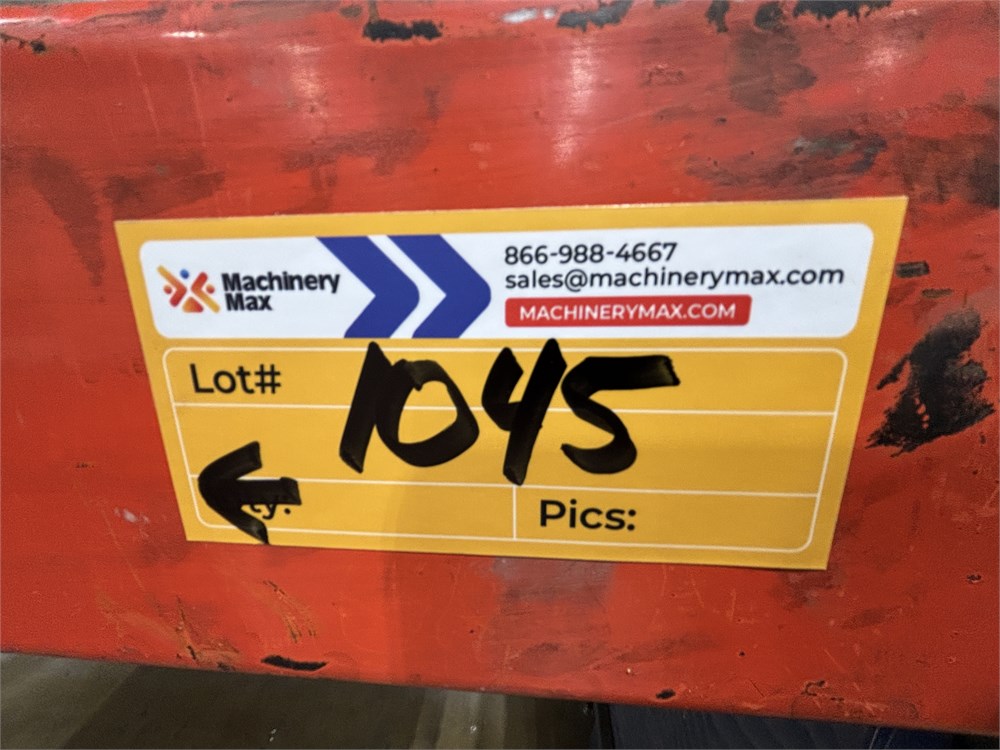 Machinery
Max
866-988-4667
sales@machinerymax.com
MACHINERYMAX.COM
Lot# 1045
Pics: